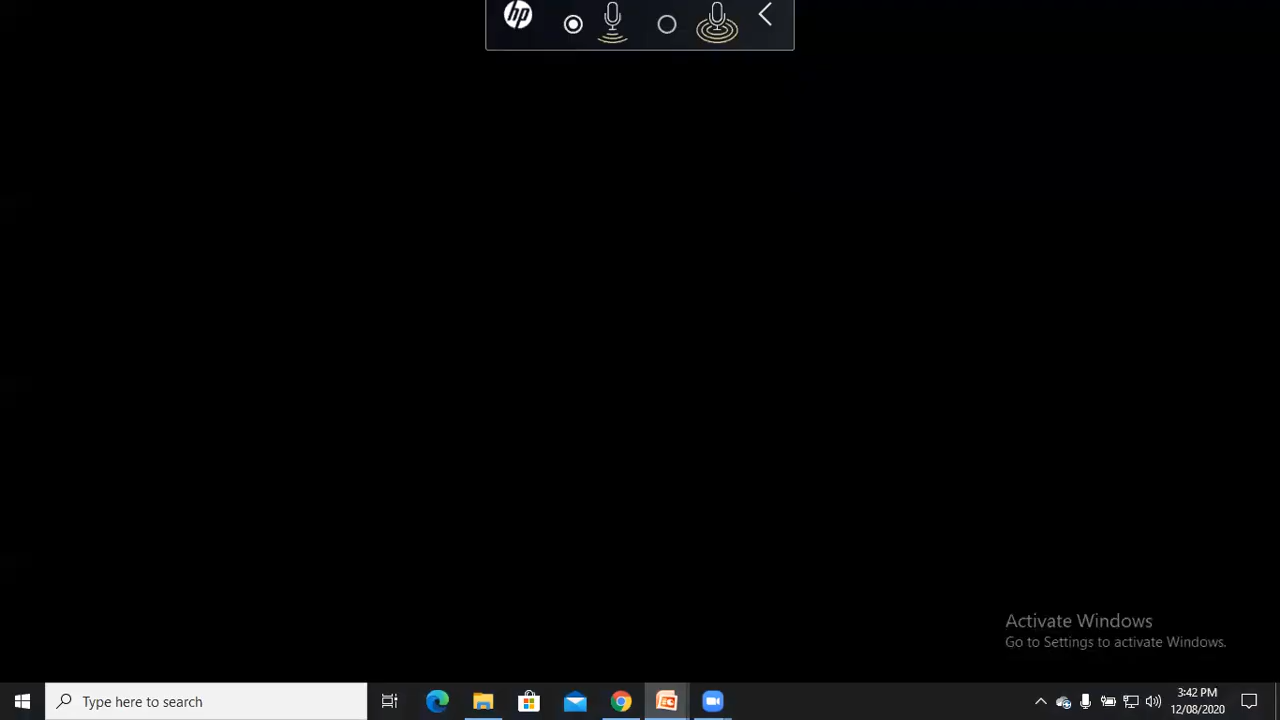 hp
Activate Windows
Go to Settings to activate Windows.
Type here to search
3:42 PM
12/08/2020